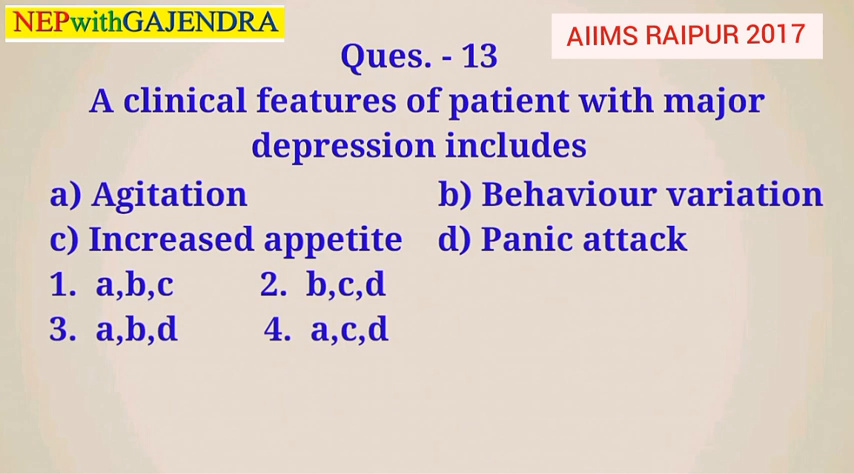 NEPwithGAJENDRA
AIIMS RAIPUR 2017
Ques. - 13
A clinical features of patient with major
depression includes
a) Agitation b) Behaviour variation
c) Increased appetite d) Panic attack
1. a,b,c 2. b,c,d
3. a,b,d 4. a,c,d